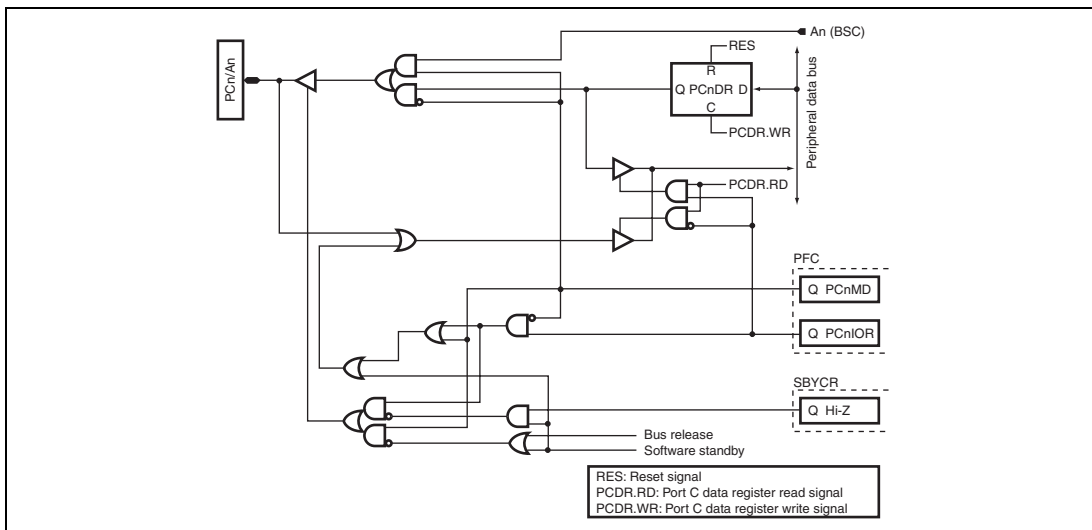 PCn/An
An (BSC)
RES
R
Q PCnDR D
C
PCDR.WR
Peripheral data bus
PCDR.RD
PFC
Q PCnMD
Q PCnIOR
SBYCR
Q Hi-Z
Bus release
Software standby
RES: Reset signal
PCDR.RD: Port C data register read signal
PCDR.WR: Port C data register write signal